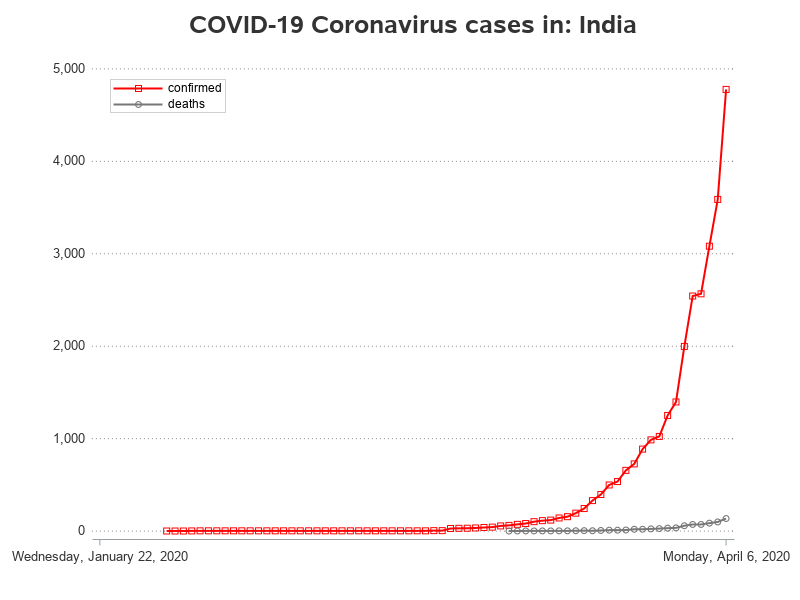 COVID-19 Coronavirus cases in: India
5,000
confirmed
deaths
4,000
3,000
2,000
1,000
0
Wednesday, January 22, 2020
Monday, April 6, 2020